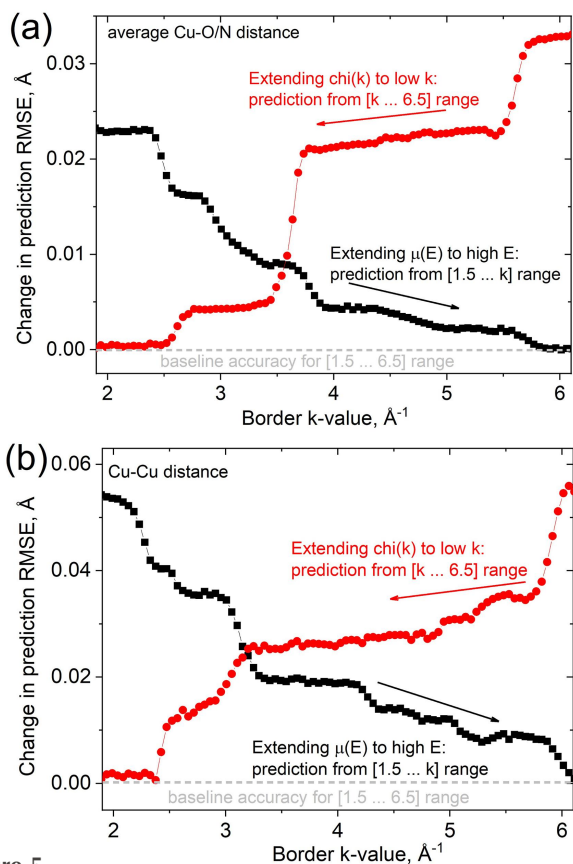 (a)
average Cu-O/N distance
Extending chi(k) to low k:
prediction from [k ... 6.5] range
Extending μ(E) to high E:
prediction from [1.5 ... k] range
baseline accuracy for [1.5 ... 6.5] range
Change in prediction RMSE, Å
0.03
0.02
0.01
0.00
2 3 4 5 6
Border k-value, Å⁻¹
(b)
Cu-Cu distance
Extending chi(k) to low k:
prediction from [k ... 6.5] range
Extending μ(E) to high E:
prediction from [1.5 ... k] range
baseline accuracy for [1.5 ... 6.5] range
Change in prediction RMSE, Å
0.06
0.04
0.02
0.00
2 3 4 5 6
Border k-value, Å⁻¹